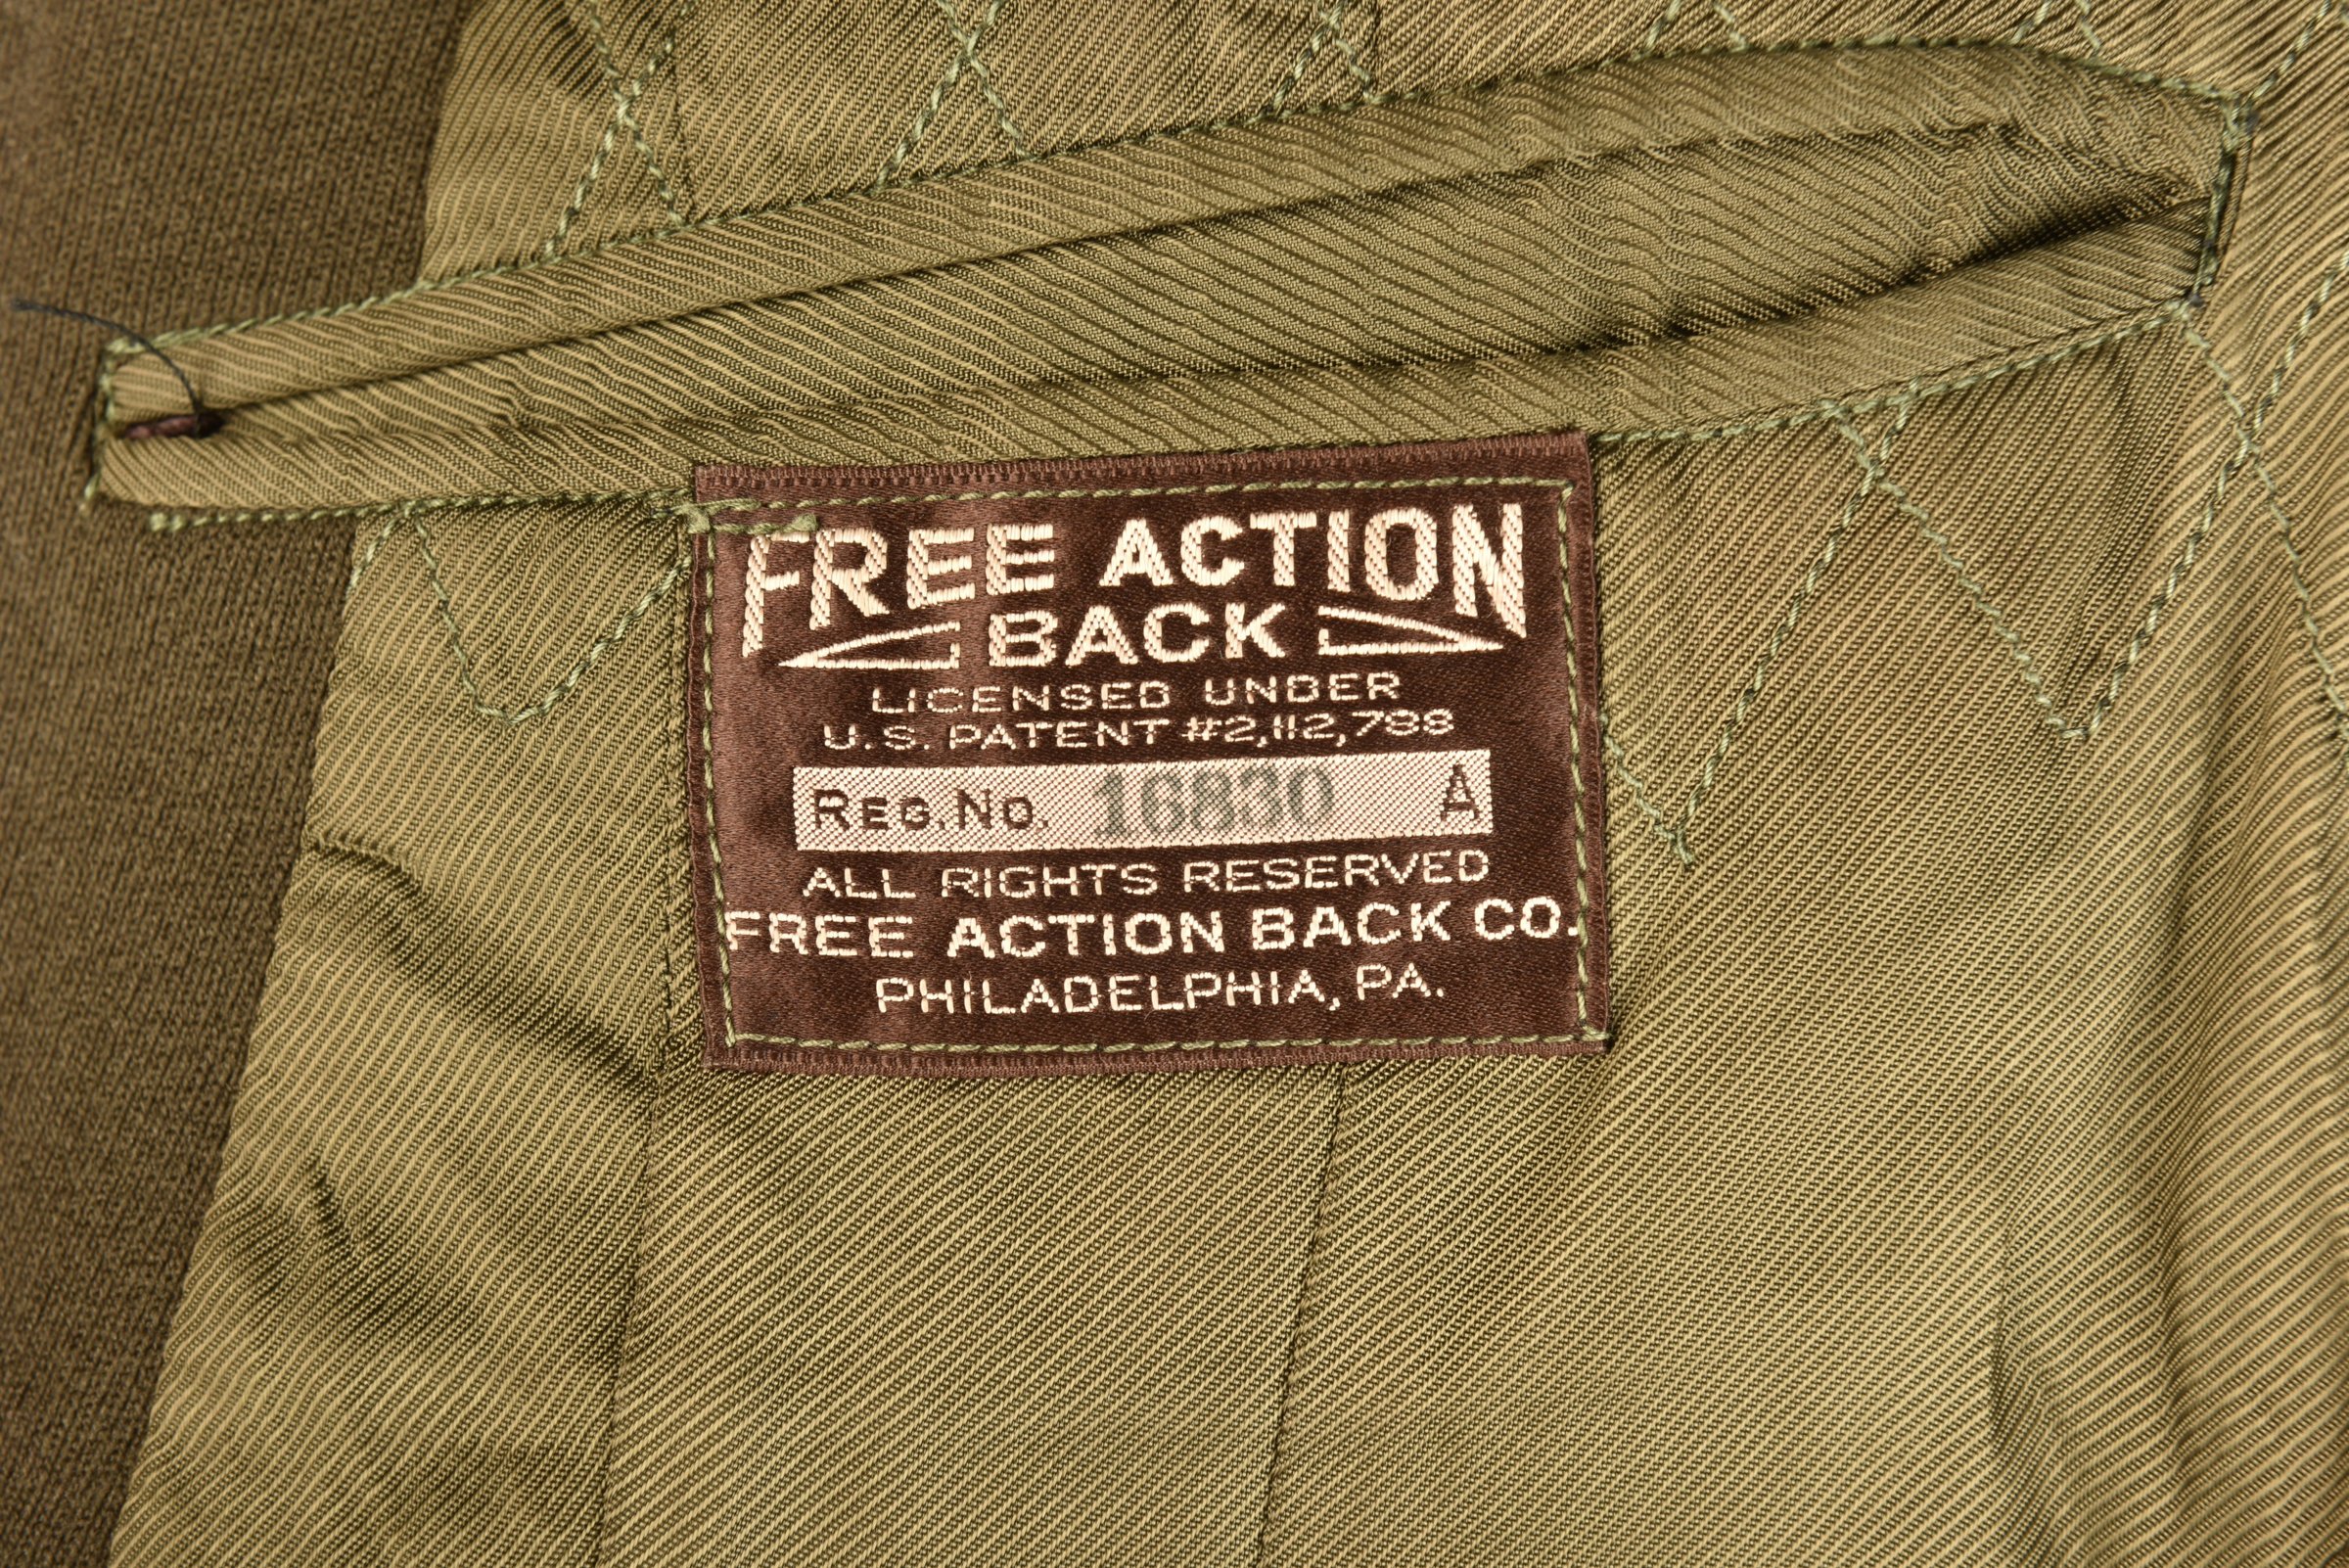 FREE ACTION
BACK
LICENSED UNDER
U.S. PATENT #2,112,788
REG. NO. 16830 A
ALL RIGHTS RESERVED
FREE ACTION BACK CO.
PHILADELPHIA, PA.